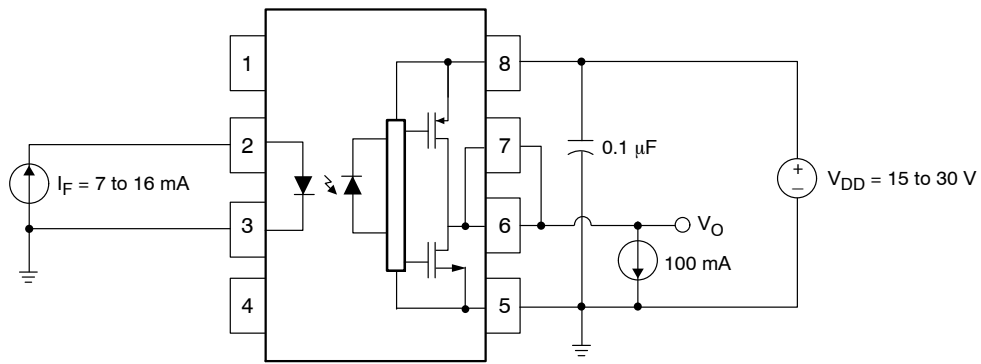 1
8
2
7
0.1 μF
+
−
V_DD = 15 to 30 V
I_F = 7 to 16 mA
3
6
V_O
100 mA
4
5